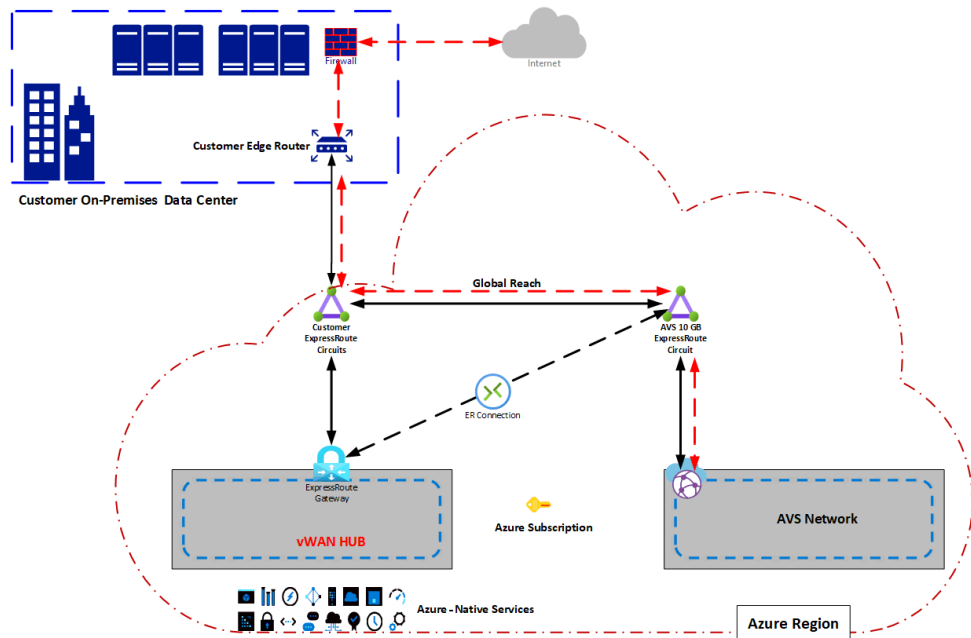 Firewall
Internet
Customer Edge Router
Customer On-Premises Data Center
Global Reach
Customer
ExpressRoute
Circuits
AVS 10 GB
ExpressRoute
Circuit
ER Connection
ExpressRoute
Gateway
vWAN HUB
Azure Subscription
AVS Network
Azure - Native Services
Azure Region